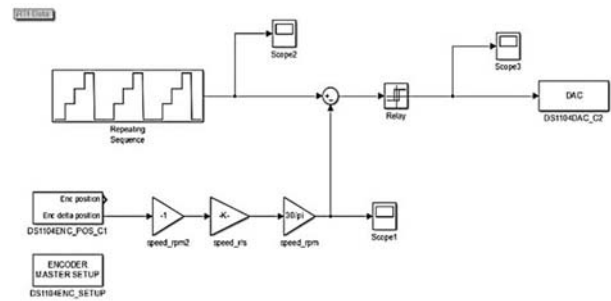 Scope2
Scope3
Repeating
Sequence
+
-
Relay
DAC
DS1104DAC_C2
Enc position
Enc delta position
DS1104ENC_POS_C1
-1
speed_rpm2
-K-
speed_r/s
30/pi
speed_rpm
Scope1
ENCODER
MASTER SETUP
DS1104ENC_SETUP